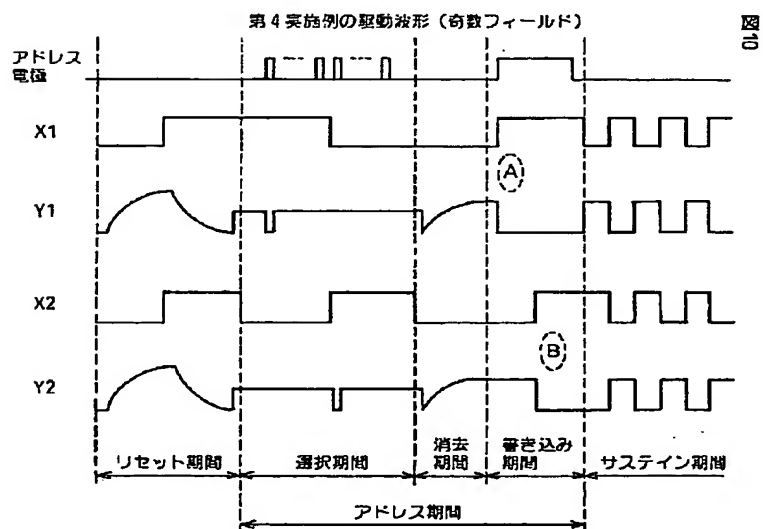 第4実施例の駆動波形（奇数フィールド）
図10
アドレス
電極
X1
A
Y1
X2
B
Y2
リセット期間
選択期間
消去
期間
書き込み
期間
サステイン期間
アドレス期間